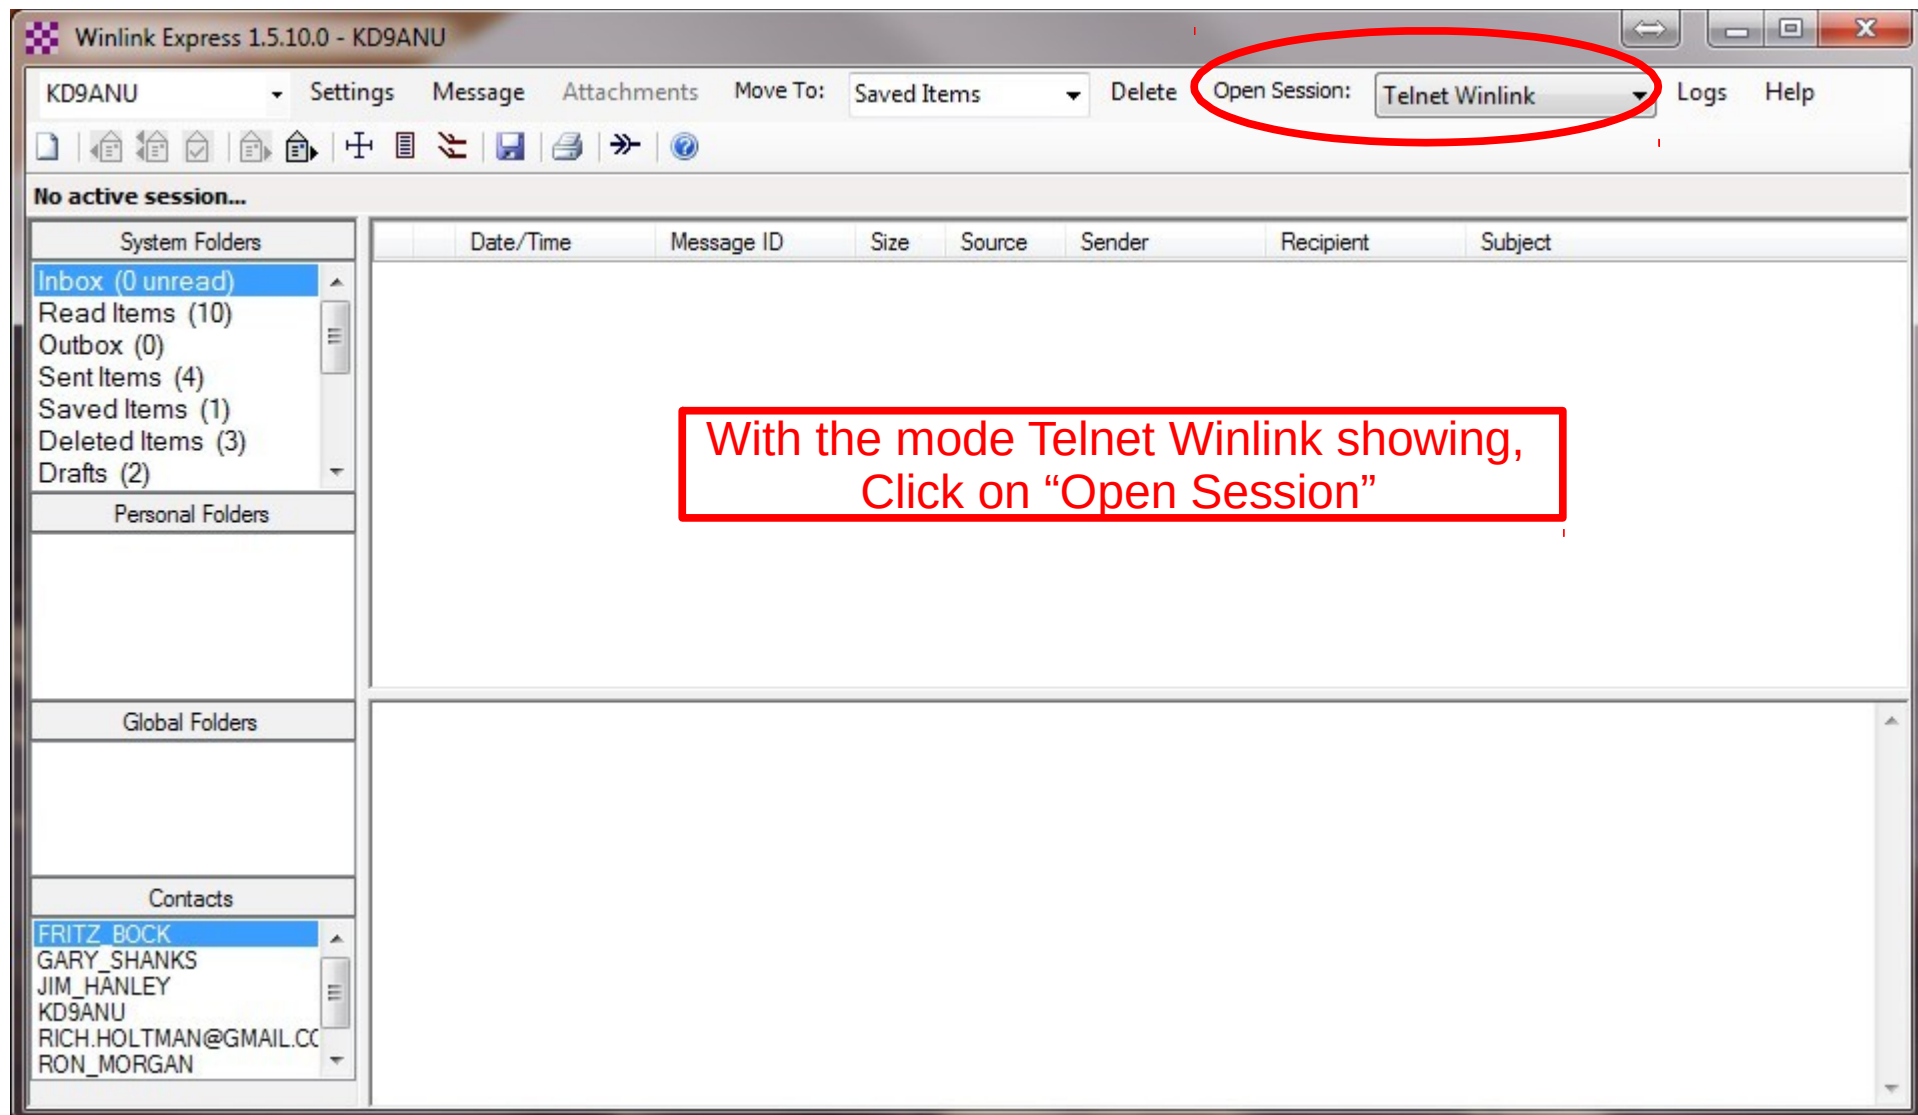 Winlink Express 1.5.10.0 - KD9ANU
KD9ANU Settings Message Attachments Move To: Saved Items Delete Open Session: Telnet Winlink Logs Help
No active session...
System Folders
Date/Time Message ID Size Source Sender Recipient Subject
Inbox (0 unread)
Read Items (10)
Outbox (0)
Sent Items (4)
Saved Items (1)
Deleted Items (3)
Drafts (2)
With the mode Telnet Winlink showing,
Click on “Open Session”
Personal Folders
Global Folders
Contacts
FRITZ_BOCK
GARY_SHANKS
JIM_HANLEY
KD9ANU
RICH.HOLTMAN@GMAIL.CC
RON_MORGAN